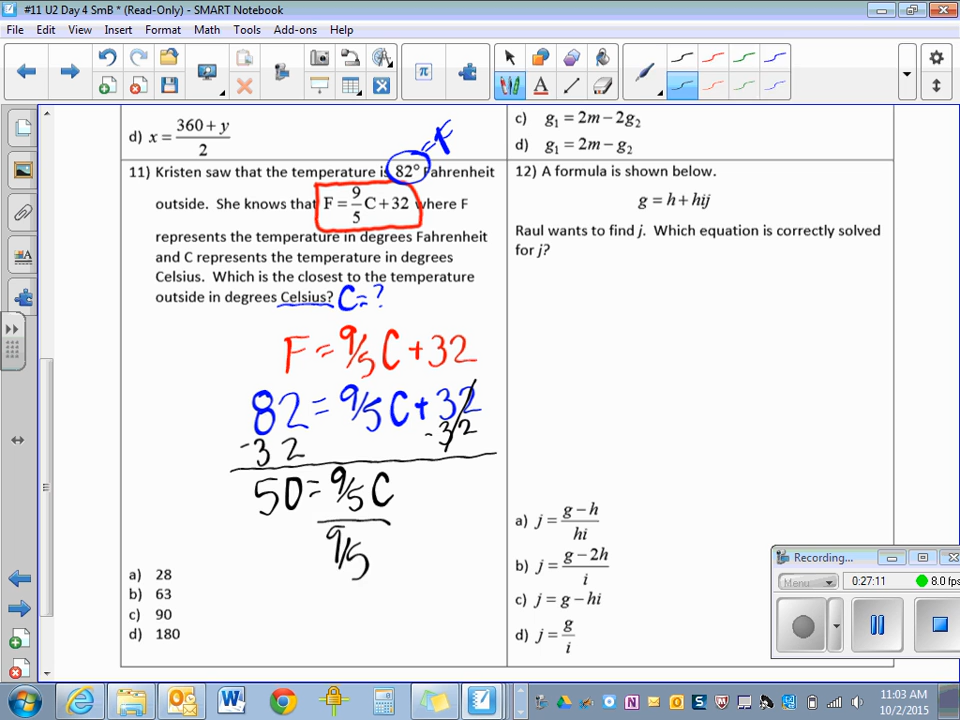 #11 U2 Day 4 SmB * (Read-Only) - SMART Notebook
File Edit View Insert Format Math Tools Add-ons Help
π
A
d) x = (360 + y)/2
c) g₁ = 2m − 2g₂
d) g₁ = 2m − g₂
= F
11) Kristen saw that the temperature is 82° Fahrenheit
outside. She knows that F = 9/5 C + 32 where F
represents the temperature in degrees Fahrenheit
and C represents the temperature in degrees
Celsius. Which is the closest to the temperature
outside in degrees Celsius? C = ?
F = 9/5 C + 32
82 = 9/5 C + 32
-32 -32
50 = 9/5 C
9/5
a) 28
b) 63
c) 90
d) 180
12) A formula is shown below.
g = h + hij
Raul wants to find j. Which equation is correctly solved
for j?
a) j = (g − h)/hi
b) j = (g − 2h)/i
c) j = g − hi
d) j = g/i
Recording...
Menu 0:27:11 8.0 fps
11:03 AM
10/2/2015